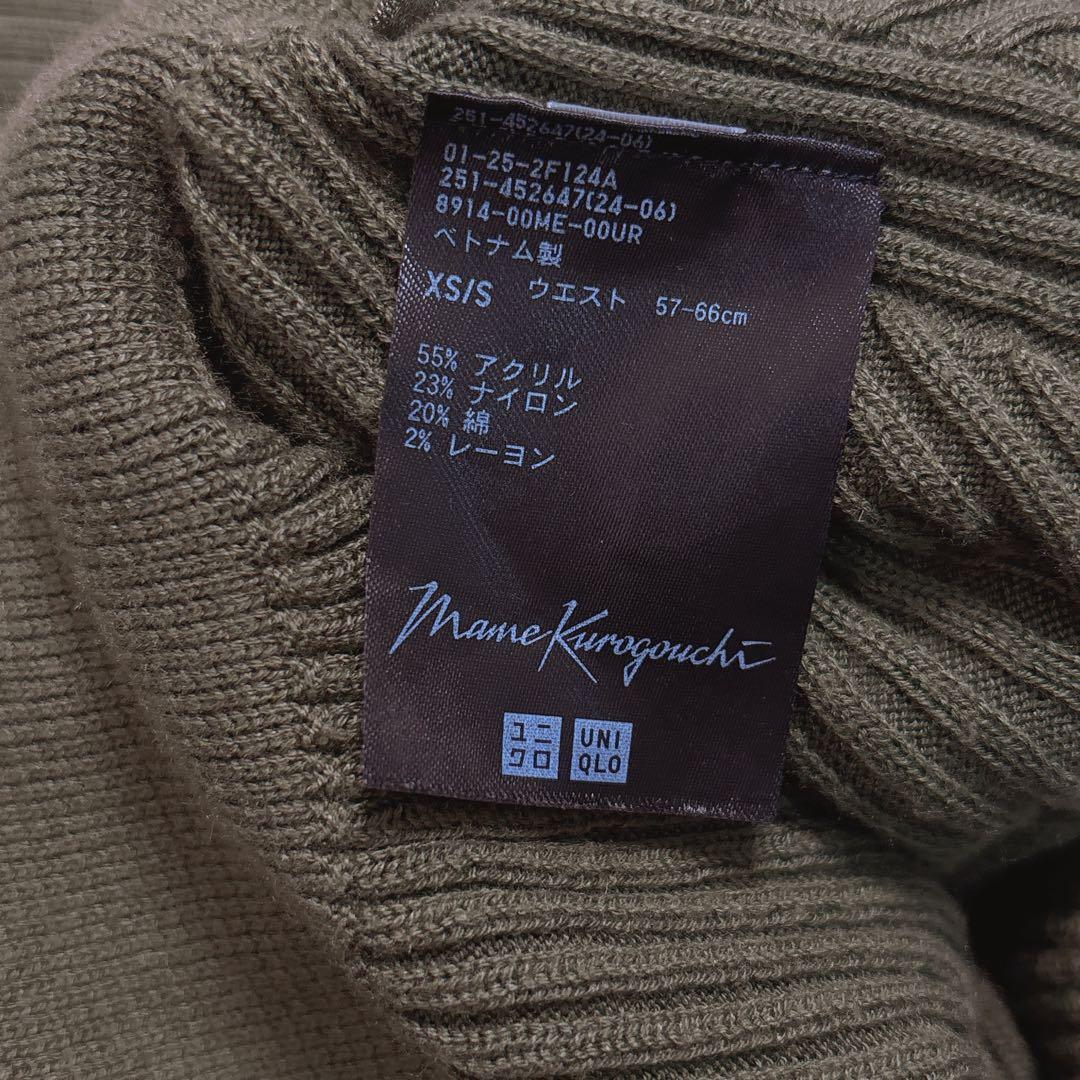 251-452647(24-06)
01-25-2F124A
251-452647(24-06)
8914-00ME-00UR
ベトナム製
XS/S ウエスト 57-66cm
55% アクリル
23% ナイロン
20% 綿
2% レーヨン
Mame Kurogouchi
ユニ
クロ
UNI
QLO